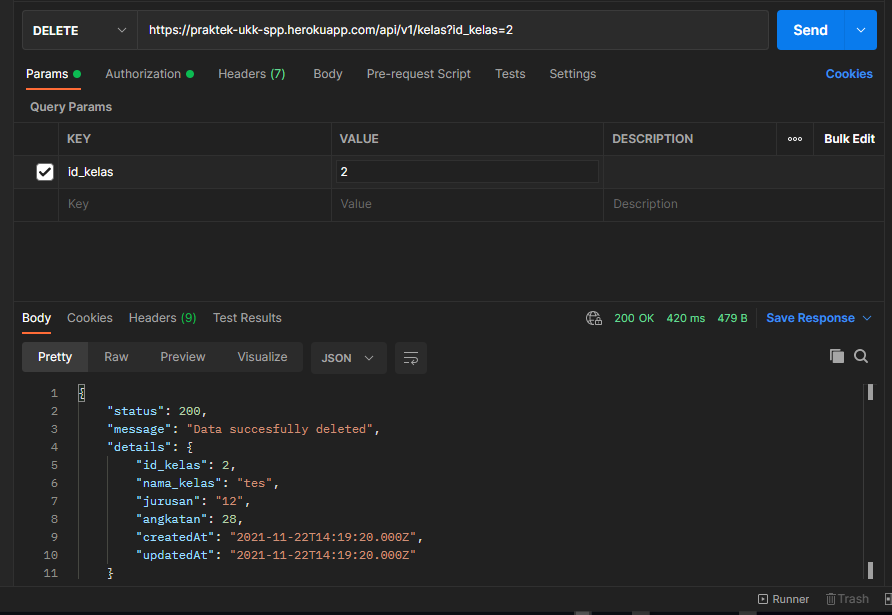 DELETE https://praktek-ukk-spp.herokuapp.com/api/v1/kelas?id_kelas=2 Send
Params Authorization Headers (7) Body Pre-request Script Tests Settings Cookies
Query Params
KEY VALUE DESCRIPTION ooo Bulk Edit
id_kelas 2
Key Value Description
Body Cookies Headers (9) Test Results 200 OK 420 ms 479 B Save Response
Pretty Raw Preview Visualize JSON
1 {
2 "status": 200,
3 "message": "Data succesfully deleted",
4 "details": {
5 "id_kelas": 2,
6 "nama_kelas": "tes",
7 "jurusan": "12",
8 "angkatan": 28,
9 "createdAt": "2021-11-22T14:19:20.000Z",
10 "updatedAt": "2021-11-22T14:19:20.000Z"
11 }
Runner Trash